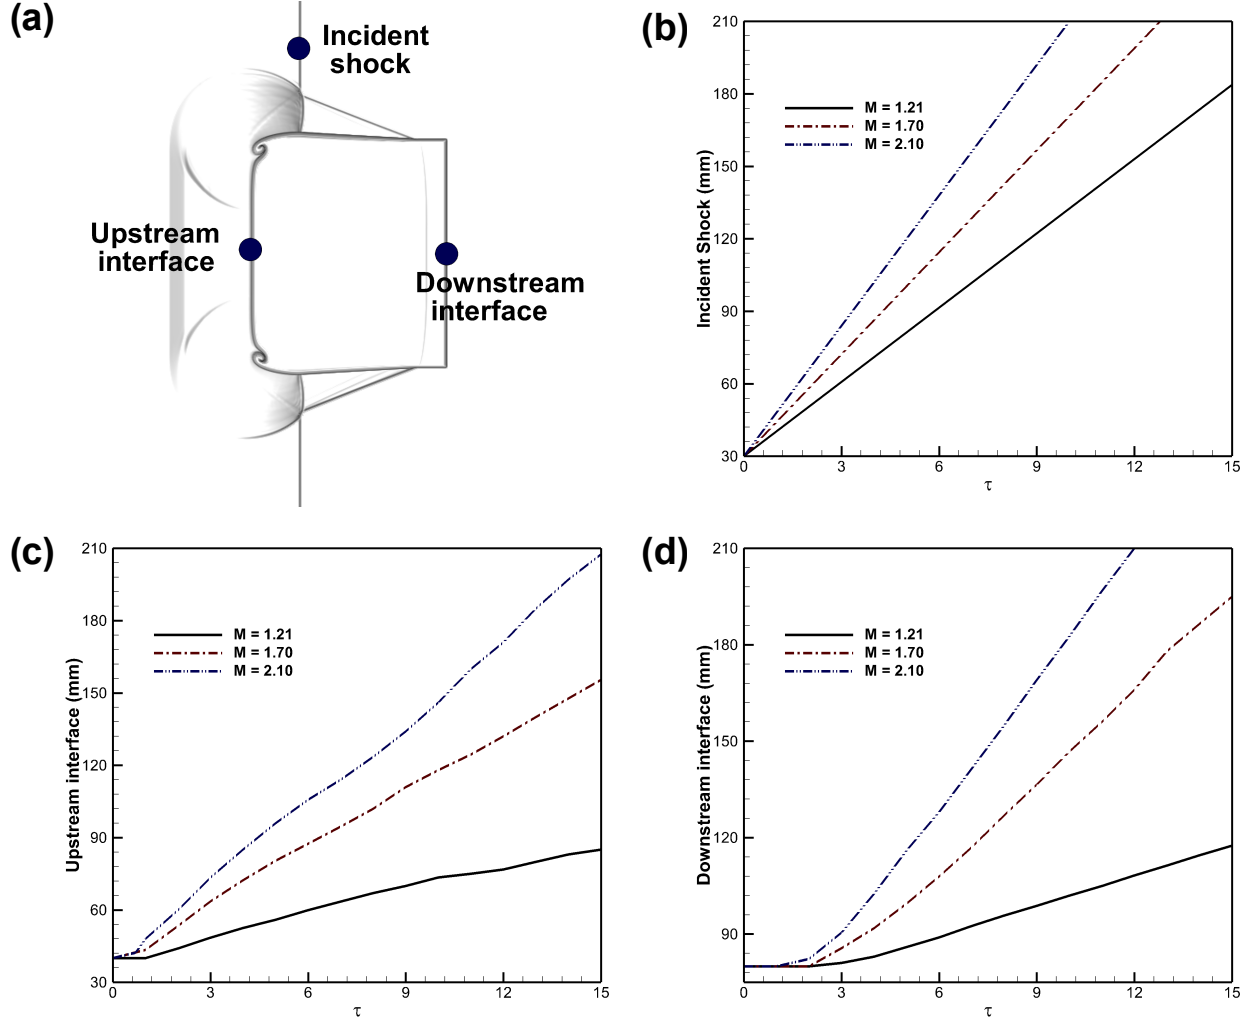 (a)
Incident
shock
Upstream
interface
Downstream
interface
(b)
210
180
150
120
90
60
30
Incident Shock (mm)
M = 1.21
M = 1.70
M = 2.10
0 3 6 9 12 15
τ
(c)
210
180
150
120
90
60
30
Upstream interface (mm)
M = 1.21
M = 1.70
M = 2.10
0 3 6 9 12 15
τ
(d)
210
180
150
120
90
Downstream interface (mm)
M = 1.21
M = 1.70
M = 2.10
0 3 6 9 12 15
τ